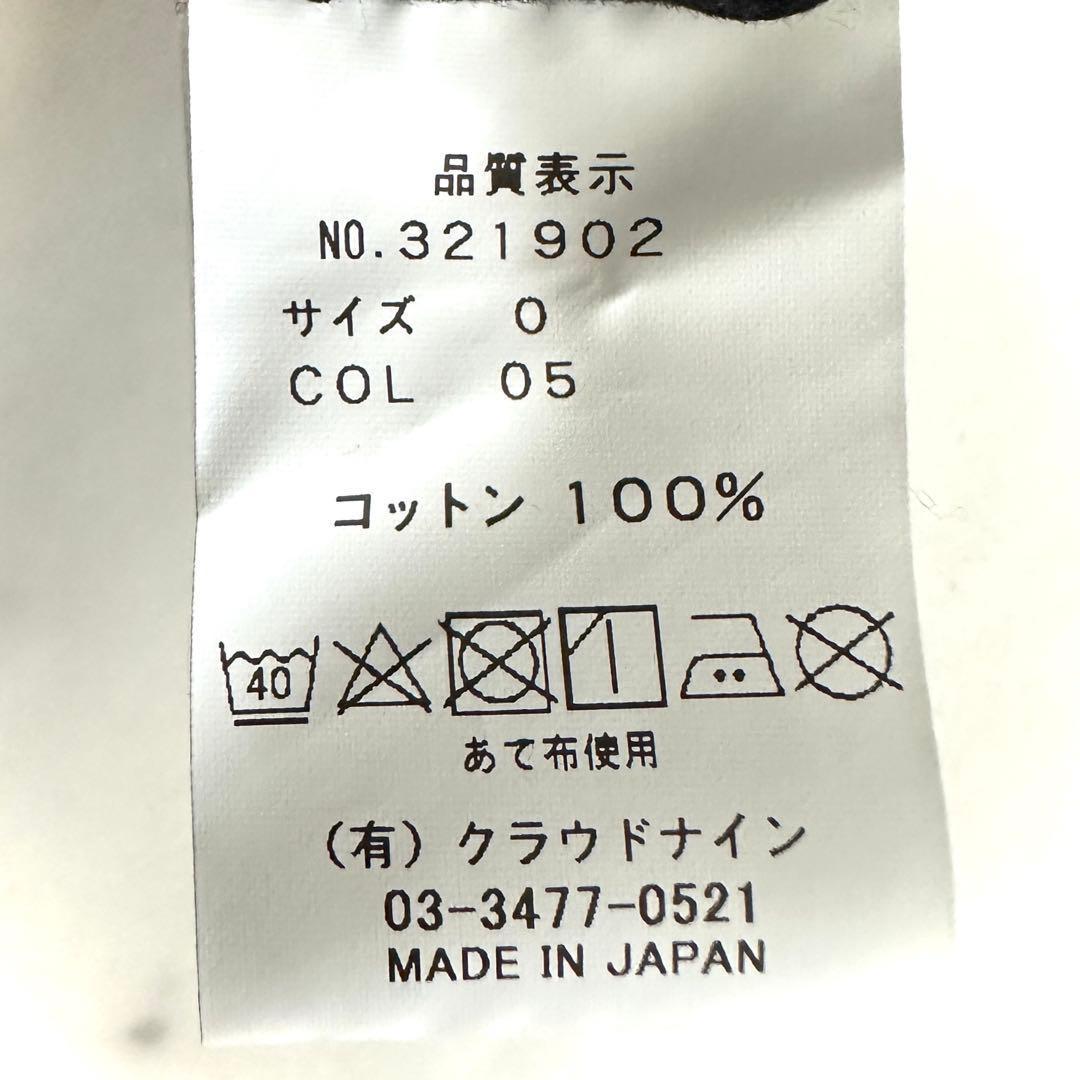 品質表示
NO.321902
サイズ 0
COL 05
コットン 100%
40
あて布使用
(有) クラウドナイン
03-3477-0521
MADE IN JAPAN